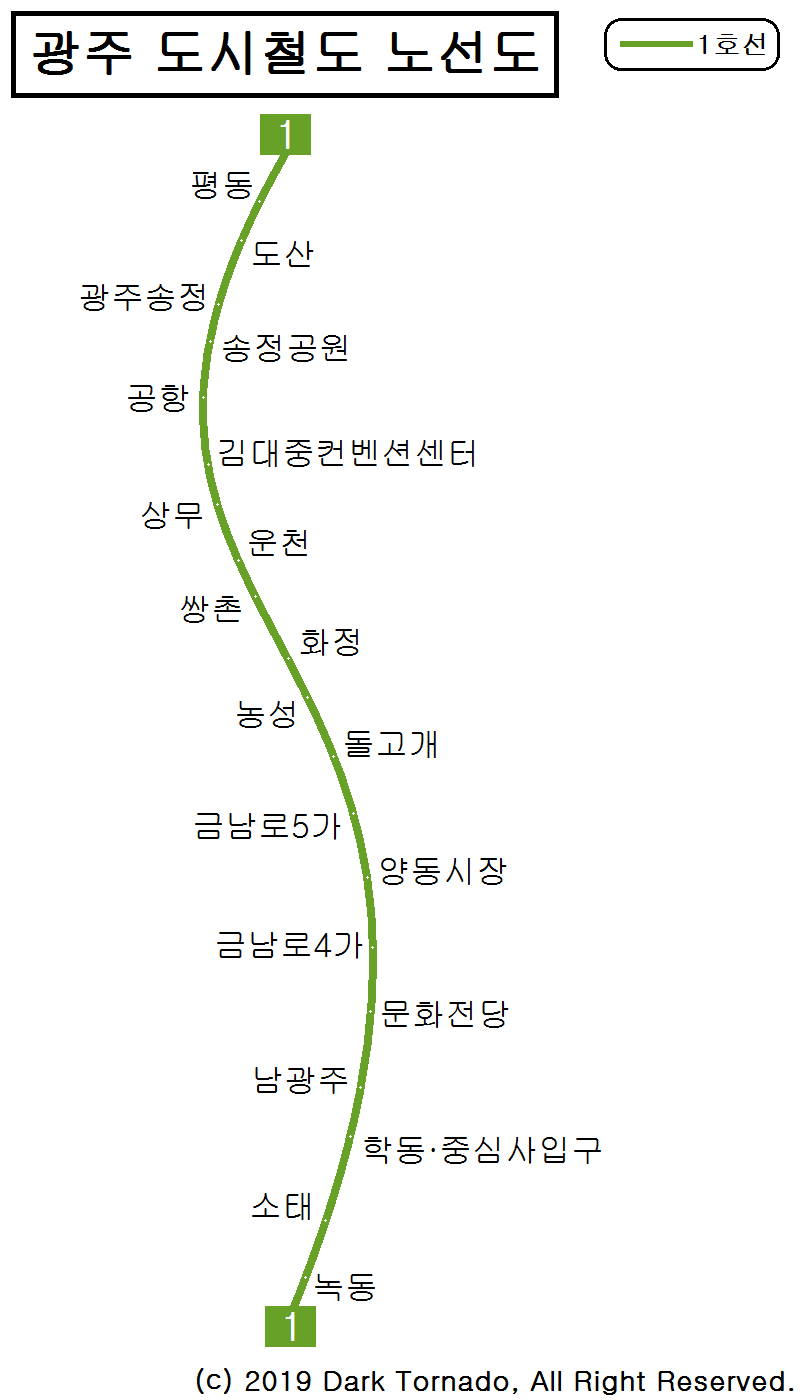 광주 도시철도 노선도
1호선
1
평동
도산
광주송정
송정공원
공항
김대중컨벤션센터
상무
운천
쌍촌
화정
농성
돌고개
금남로5가
양동시장
금남로4가
문화전당
남광주
학동·중심사입구
소태
녹동
1
(c) 2019 Dark Tornado, All Right Reserved.